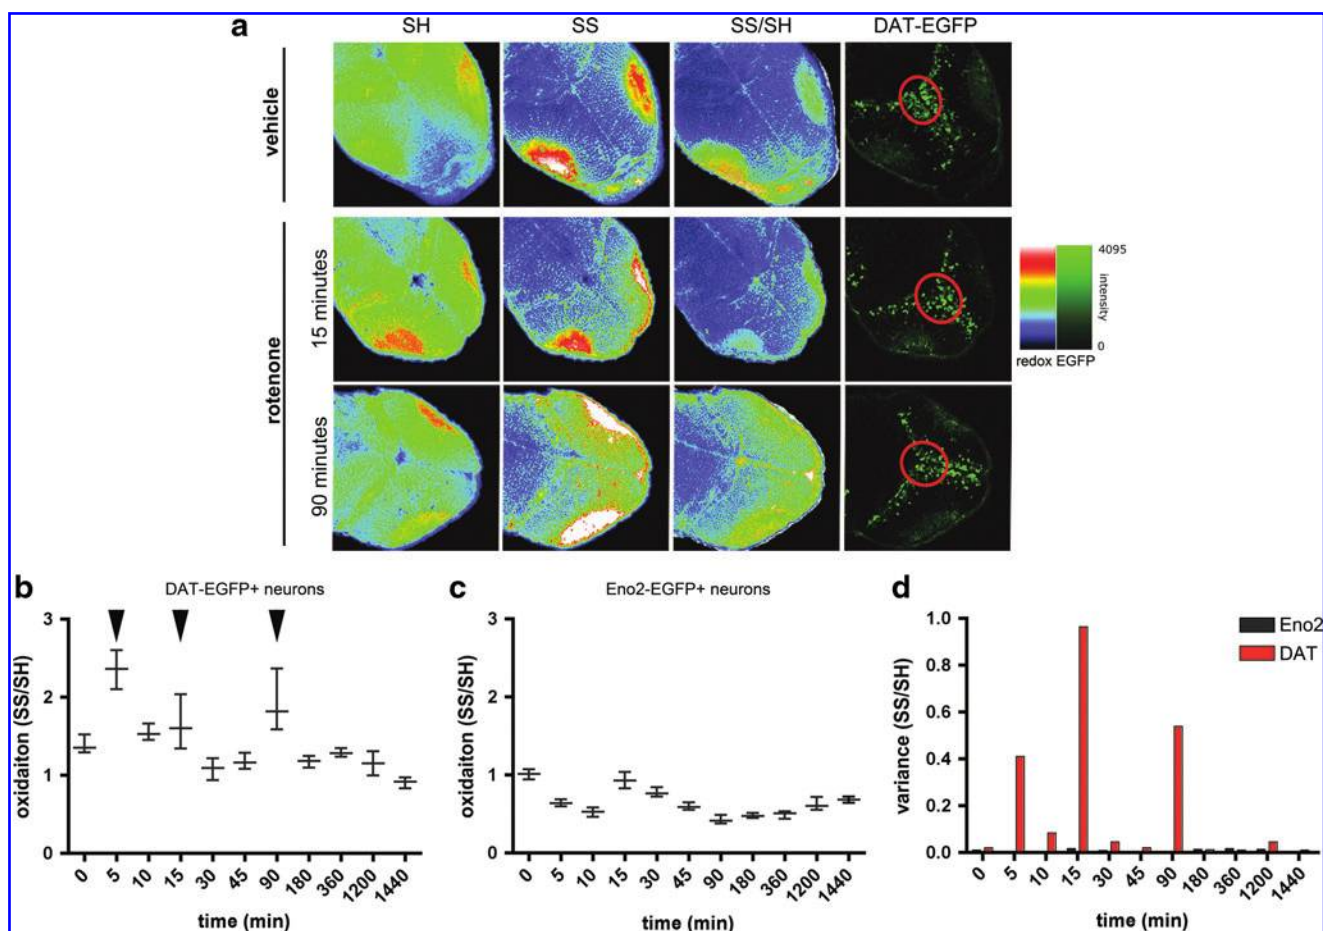 a
SH SS SS/SH DAT-EGFP
vehicle
rotenone
15 minutes
90 minutes
4095
intensity
0
redox EGFP
b
DAT-EGFP+ neurons
3
2
1
0
oxidaiton (SS/SH)
0 5 10 15 30 45 90 180 360 1200 1440
time (min)
c
Eno2-EGFP+ neurons
3
2
1
0
oxidaiton (SS/SH)
0 5 10 15 30 45 90 180 360 1200 1440
time (min)
d
Eno2
DAT
1.0
0.8
0.6
0.4
0.2
0.0
variance (SS/SH)
0 5 10 15 30 45 90 180 360 1200 1440
time (min)